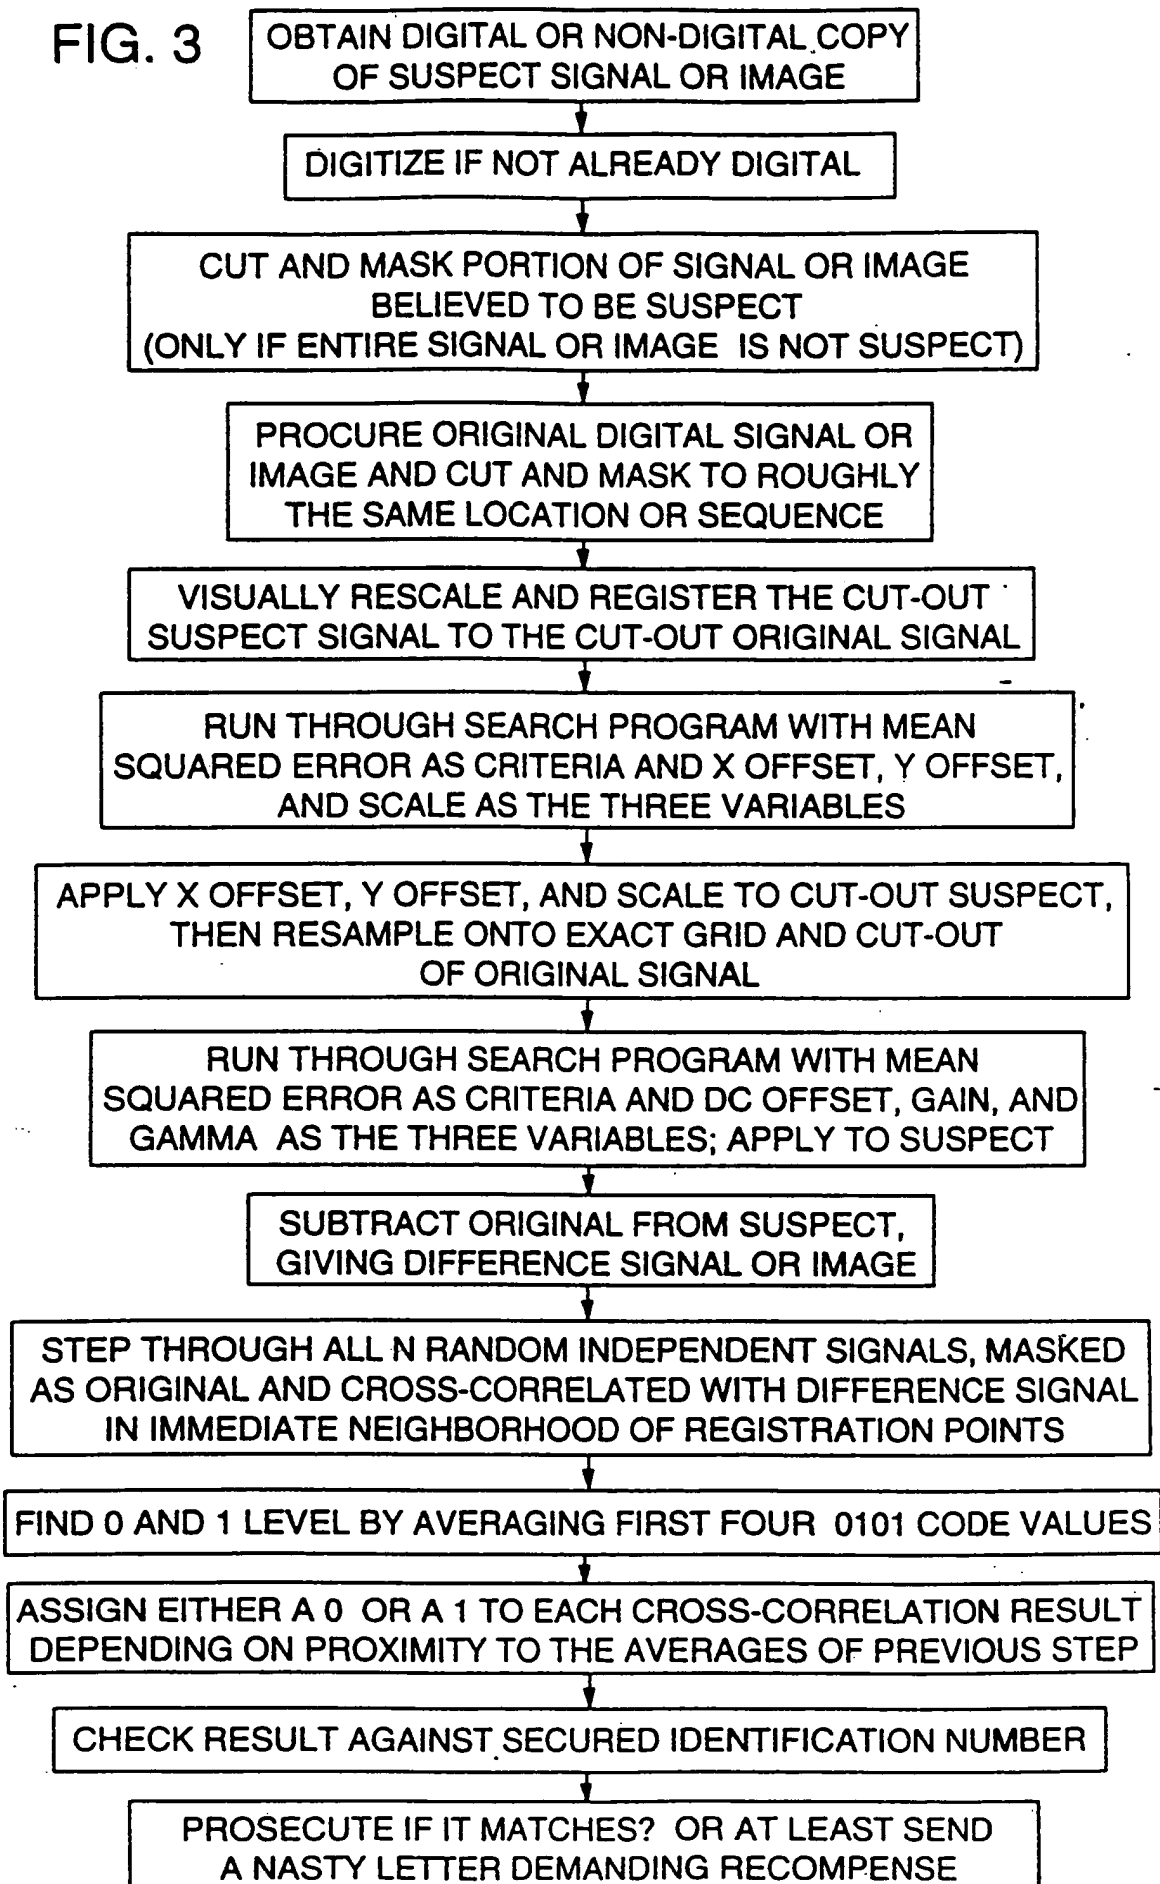 FIG. 3
OBTAIN DIGITAL OR NON-DIGITAL COPY
OF SUSPECT SIGNAL OR IMAGE
DIGITIZE IF NOT ALREADY DIGITAL
CUT AND MASK PORTION OF SIGNAL OR IMAGE
BELIEVED TO BE SUSPECT
(ONLY IF ENTIRE SIGNAL OR IMAGE IS NOT SUSPECT)
PROCURE ORIGINAL DIGITAL SIGNAL OR
IMAGE AND CUT AND MASK TO ROUGHLY
THE SAME LOCATION OR SEQUENCE
VISUALLY RESCALE AND REGISTER THE CUT-OUT
SUSPECT SIGNAL TO THE CUT-OUT ORIGINAL SIGNAL
RUN THROUGH SEARCH PROGRAM WITH MEAN
SQUARED ERROR AS CRITERIA AND X OFFSET, Y OFFSET,
AND SCALE AS THE THREE VARIABLES
APPLY X OFFSET, Y OFFSET, AND SCALE TO CUT-OUT SUSPECT,
THEN RESAMPLE ONTO EXACT GRID AND CUT-OUT
OF ORIGINAL SIGNAL
RUN THROUGH SEARCH PROGRAM WITH MEAN
SQUARED ERROR AS CRITERIA AND DC OFFSET, GAIN, AND
GAMMA AS THE THREE VARIABLES; APPLY TO SUSPECT
SUBTRACT ORIGINAL FROM SUSPECT,
GIVING DIFFERENCE SIGNAL OR IMAGE
STEP THROUGH ALL N RANDOM INDEPENDENT SIGNALS, MASKED
AS ORIGINAL AND CROSS-CORRELATED WITH DIFFERENCE SIGNAL
IN IMMEDIATE NEIGHBORHOOD OF REGISTRATION POINTS
FIND 0 AND 1 LEVEL BY AVERAGING FIRST FOUR 0101 CODE VALUES
ASSIGN EITHER A 0 OR A 1 TO EACH CROSS-CORRELATION RESULT
DEPENDING ON PROXIMITY TO THE AVERAGES OF PREVIOUS STEP
CHECK RESULT AGAINST SECURED IDENTIFICATION NUMBER
PROSECUTE IF IT MATCHES? OR AT LEAST SEND
A NASTY LETTER DEMANDING RECOMPENSE